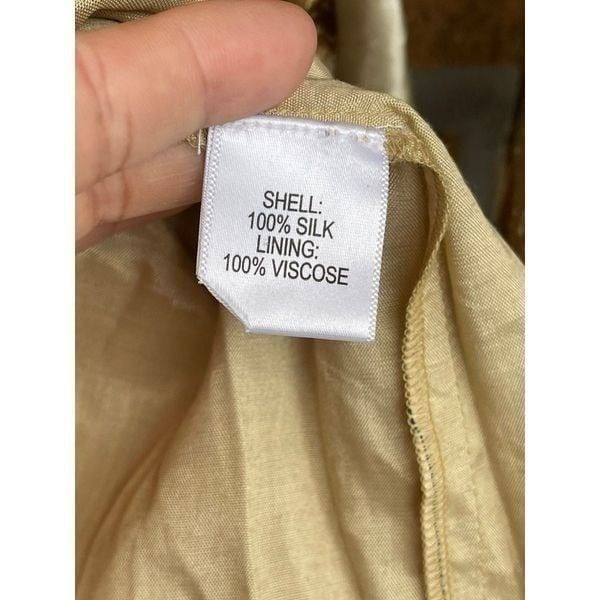 SHELL:
100% SILK
LINING:
100% VISCOSE